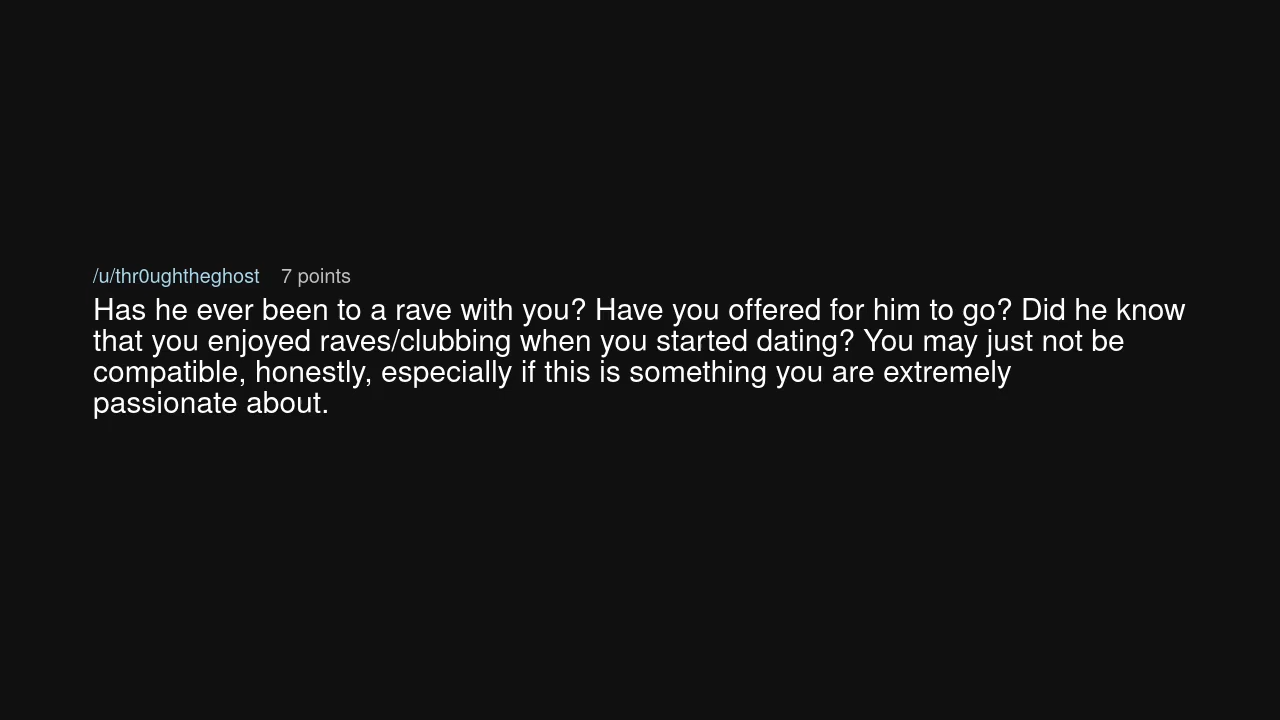 /u/thr0ughtheghost 7 points
Has he ever been to a rave with you? Have you offered for him to go? Did he know
that you enjoyed raves/clubbing when you started dating? You may just not be
compatible, honestly, especially if this is something you are extremely
passionate about.